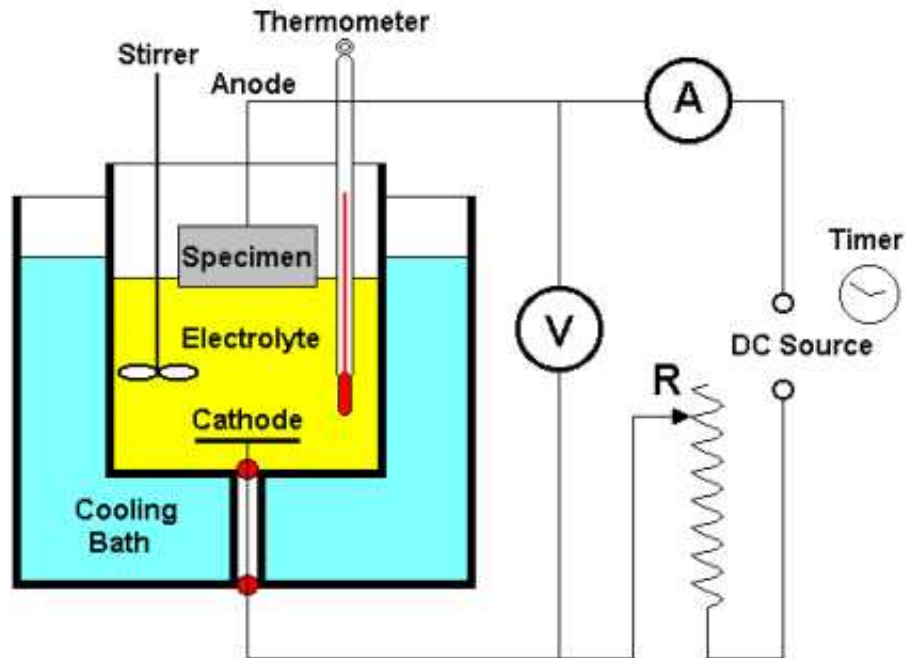 Thermometer
Stirrer
Anode
A
Specimen
Timer
Electrolyte
V
DC Source
R
Cathode
Cooling
Bath